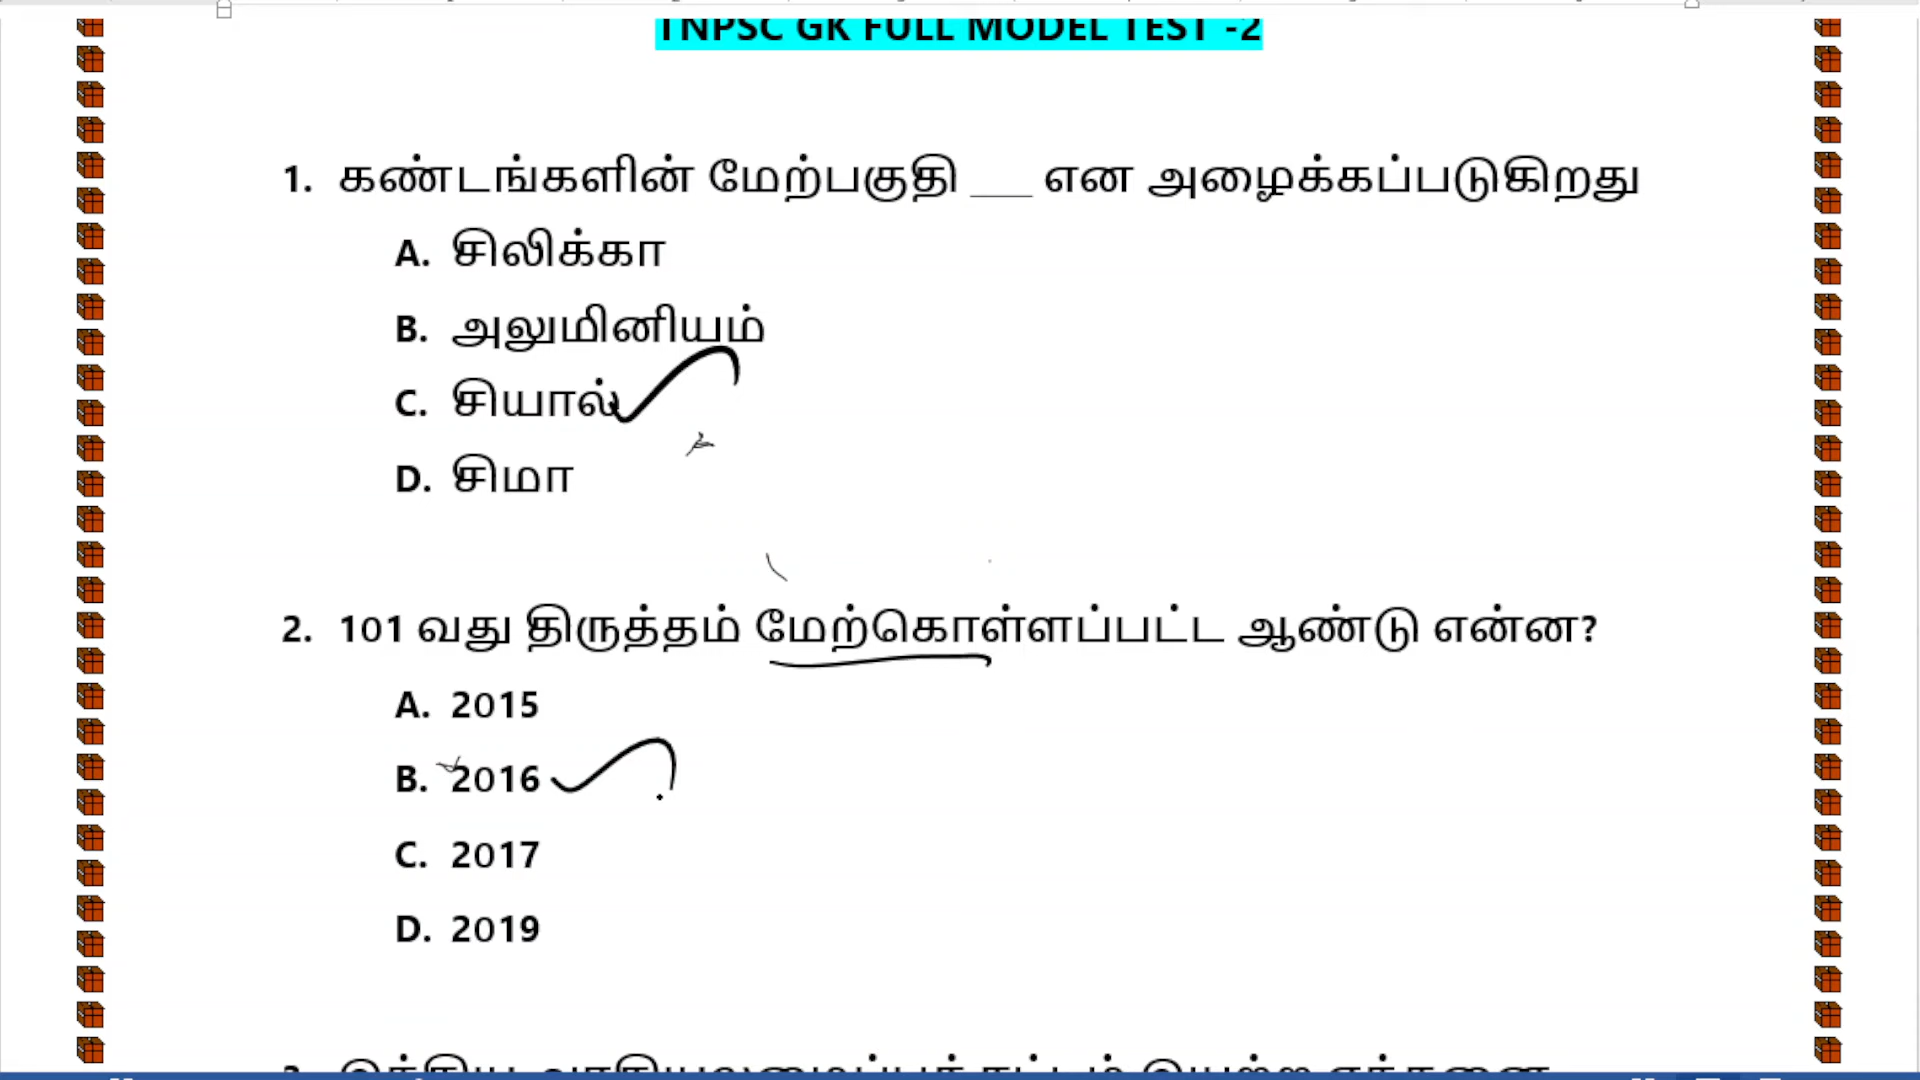 TNPSC GK FULL MODEL TEST -2
1. கண்டங்களின் மேற்பகுதி ___ என அழைக்கப்படுகிறது
A. சிலிக்கா
B. அலுமினியம்
C. சியால்
D. சிமா
2. 101 வது திருத்தம் மேற்கொள்ளப்பட்ட ஆண்டு என்ன?
A. 2015
B. 2016
C. 2017
D. 2019